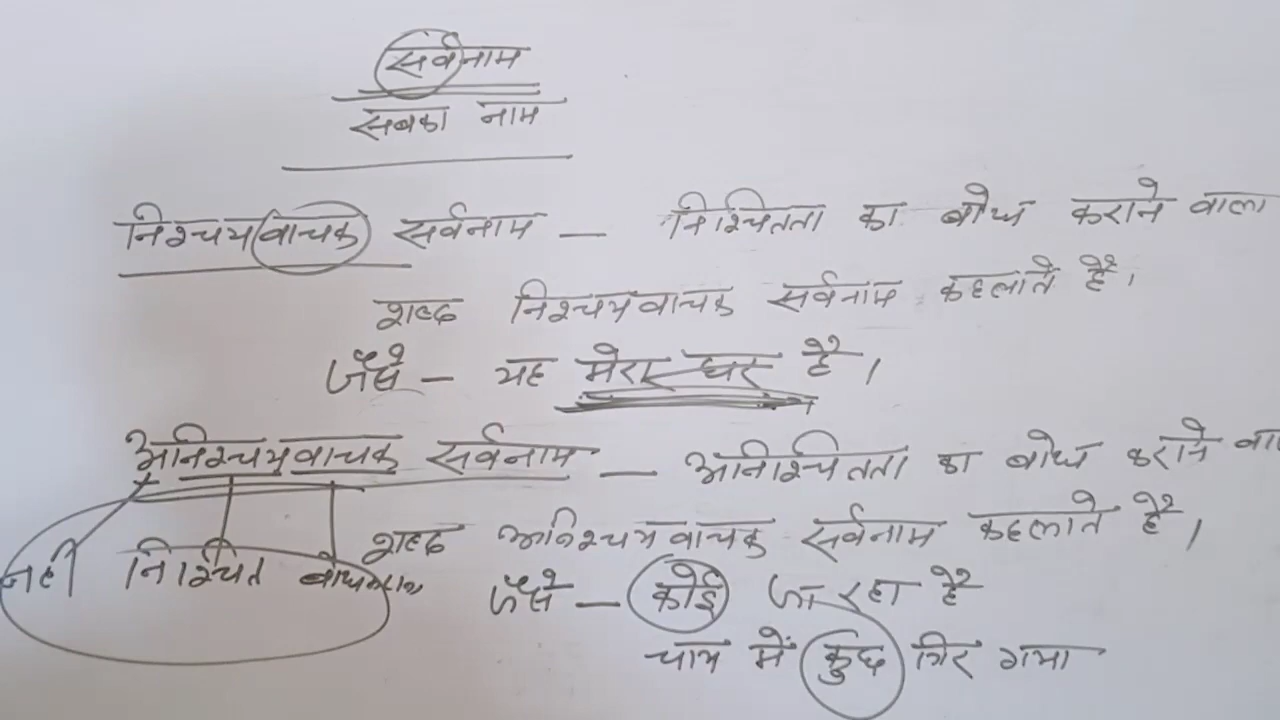 सर्वनाम
सबका नाम
निश्चयवाचक सर्वनाम — निश्चितता का बोध कराने वाला
शब्द निश्चयवाचक सर्वनाम कहलाते है।
जैसे — यह मेरा घर है।
अनिश्चयवाचक सर्वनाम — अनिश्चितता का बोध कराने वा
शब्द अनिश्चयवाचक सर्वनाम कहलाते है।
नही निश्चित
जैसे — कोई जा रहा है
चाय में कुछ गिर गया